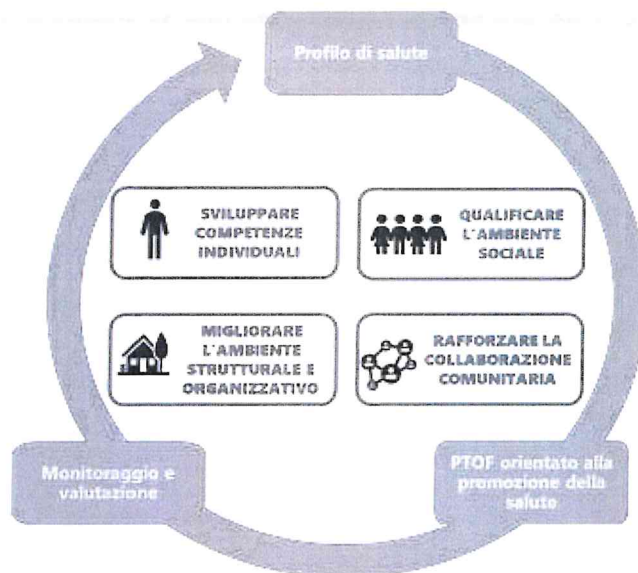 Profilo di salute
SVILUPPARE
COMPETENZE
INDIVIDUALI
QUALIFICARE
L'AMBIENTE
SOCIALE
MIGLIORARE
L'AMBIENTE
STRUTTURALE E
ORGANIZZATIVO
RAFFORZARE LA
COLLABORAZIONE
COMUNITARIA
Monitoraggio e
valutazione
PTOF orientato alla
promozione della
salute